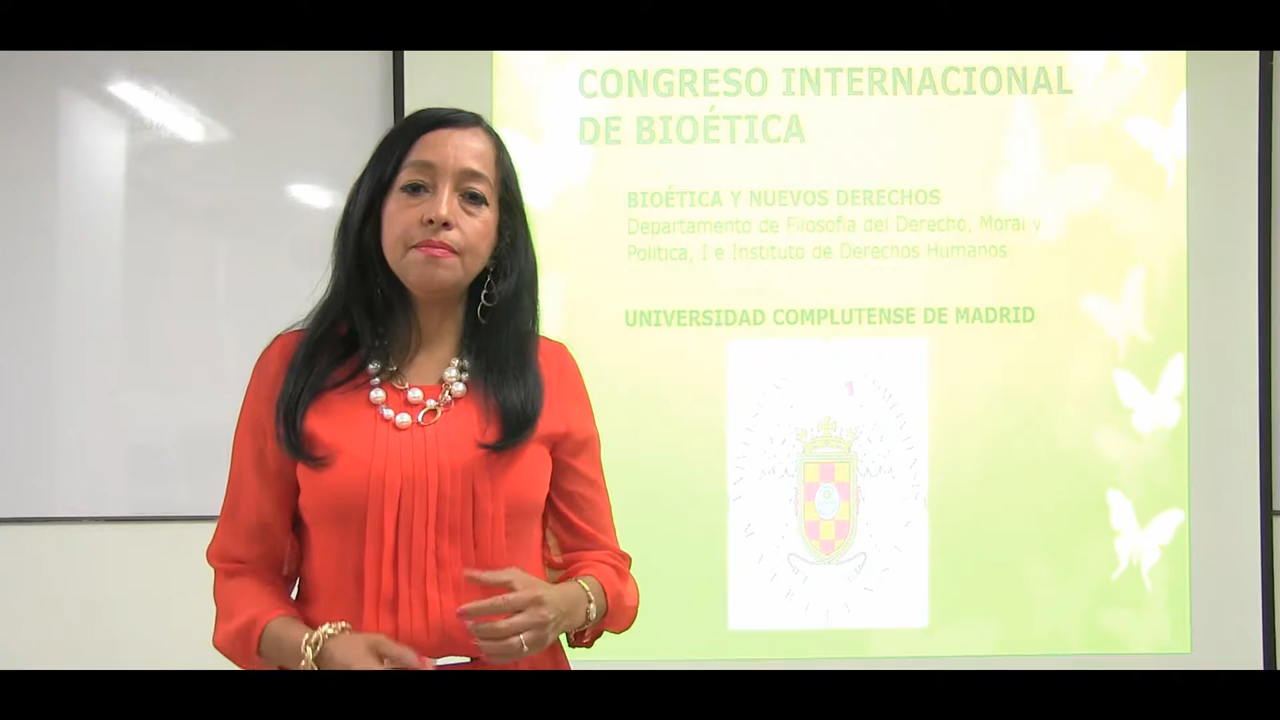 CONGRESO INTERNACIONAL
DE BIOÉTICA
BIOÉTICA Y NUEVOS DERECHOS
Departamento de Filosofía del Derecho, Moral y
Política, I e Instituto de Derechos Humanos
UNIVERSIDAD COMPLUTENSE DE MADRID